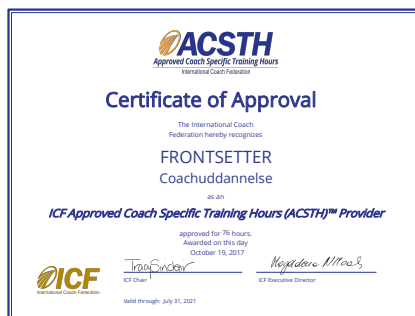 ACSTH
Approved Coach Specific Training Hours
International Coach Federation
Certificate of Approval
The International Coach
Federation hereby recognizes
FRONTSETTER
Coachuddannelse
as an
ICF Approved Coach Specific Training Hours (ACSTH)™ Provider
approved for 76 hours.
Awarded on this day
October 19, 2017
Tracy Sinclair
ICF Chair
ICF Executive Director
ICF
International Coach Federation
Valid through: July 31, 2021